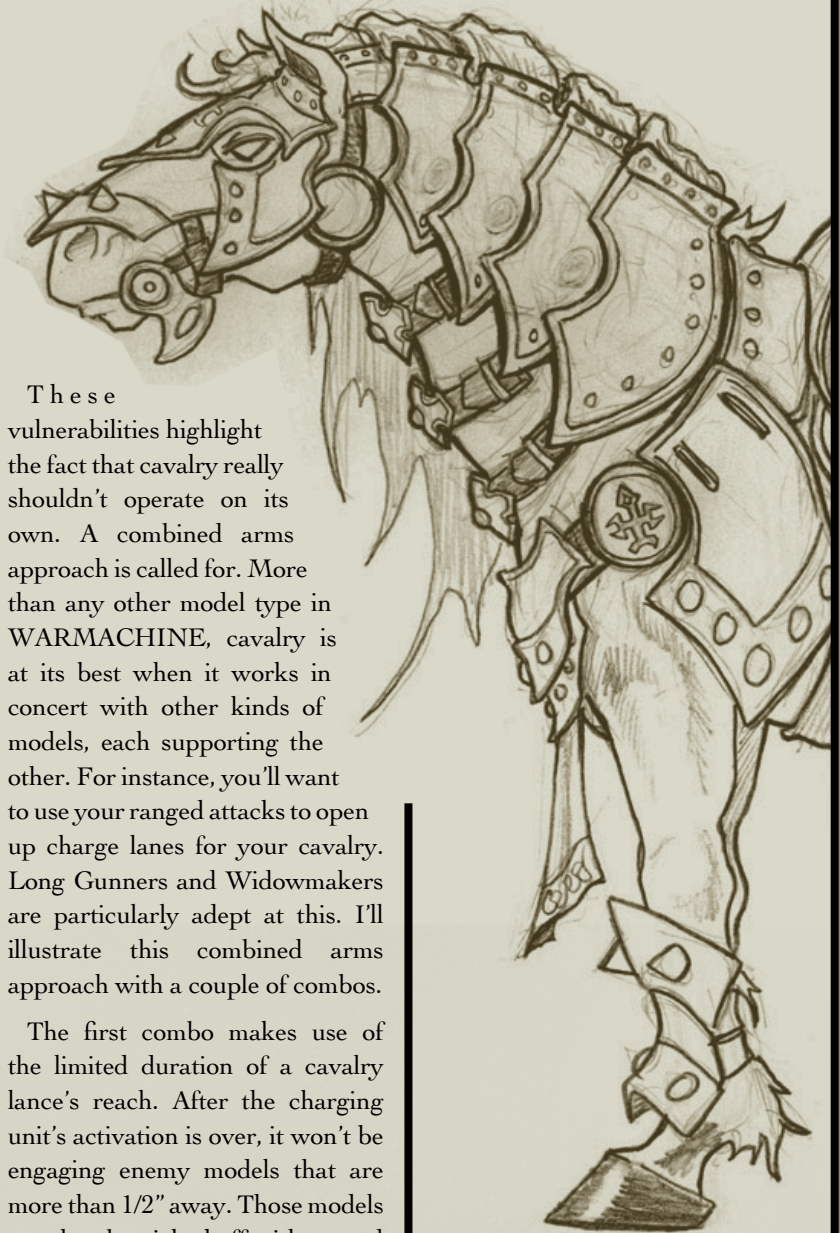 These
vulnerabilities highlight
the fact that cavalry really
shouldn’t operate on its
own. A combined arms
approach is called for. More
than any other model type in
WARMACHINE, cavalry is
at its best when it works in
concert with other kinds of
models, each supporting the
other. For instance, you’ll want
to use your ranged attacks to open
up charge lanes for your cavalry.
Long Gunners and Widowmakers
are particularly adept at this. I’ll
illustrate this combined arms
approach with a couple of combos.
The first combo makes use of
the limited duration of a cavalry
lance’s reach. After the charging
unit’s activation is over, it won’t be
engaging enemy models that are
more than 1/2” away. Those models